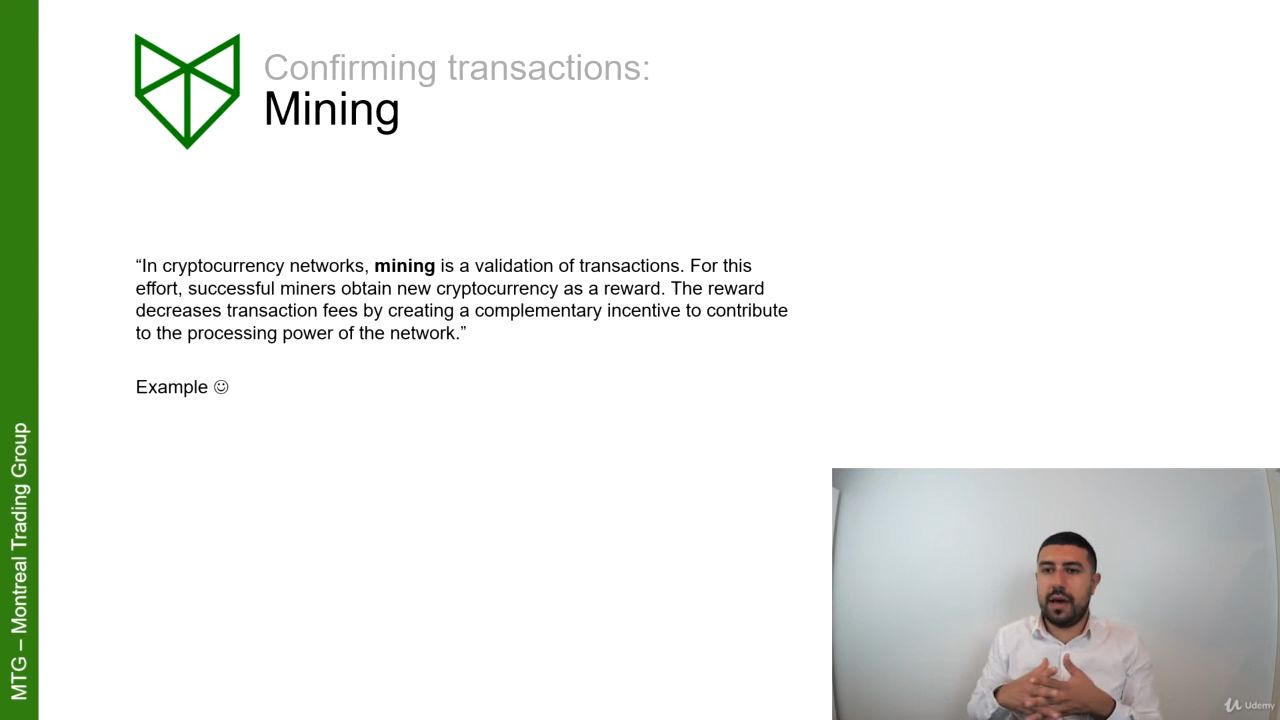 Confirming transactions:
Mining
“In cryptocurrency networks, mining is a validation of transactions. For this
effort, successful miners obtain new cryptocurrency as a reward. The reward
decreases transaction fees by creating a complementary incentive to contribute
to the processing power of the network.”
Example ☺
MTG – Montreal Trading Group
Udemy